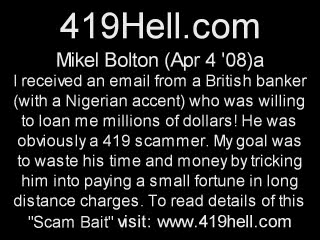 419Hell.com
Mikel Bolton (Apr 4 '08)a
I received an email from a British banker
(with a Nigerian accent) who was willing
to loan me millions of dollars! He was
obviously a 419 scammer. My goal was
to waste his time and money by tricking
him into paying a small fortune in long
distance charges. To read details of this
"Scam Bait" visit: www.419hell.com